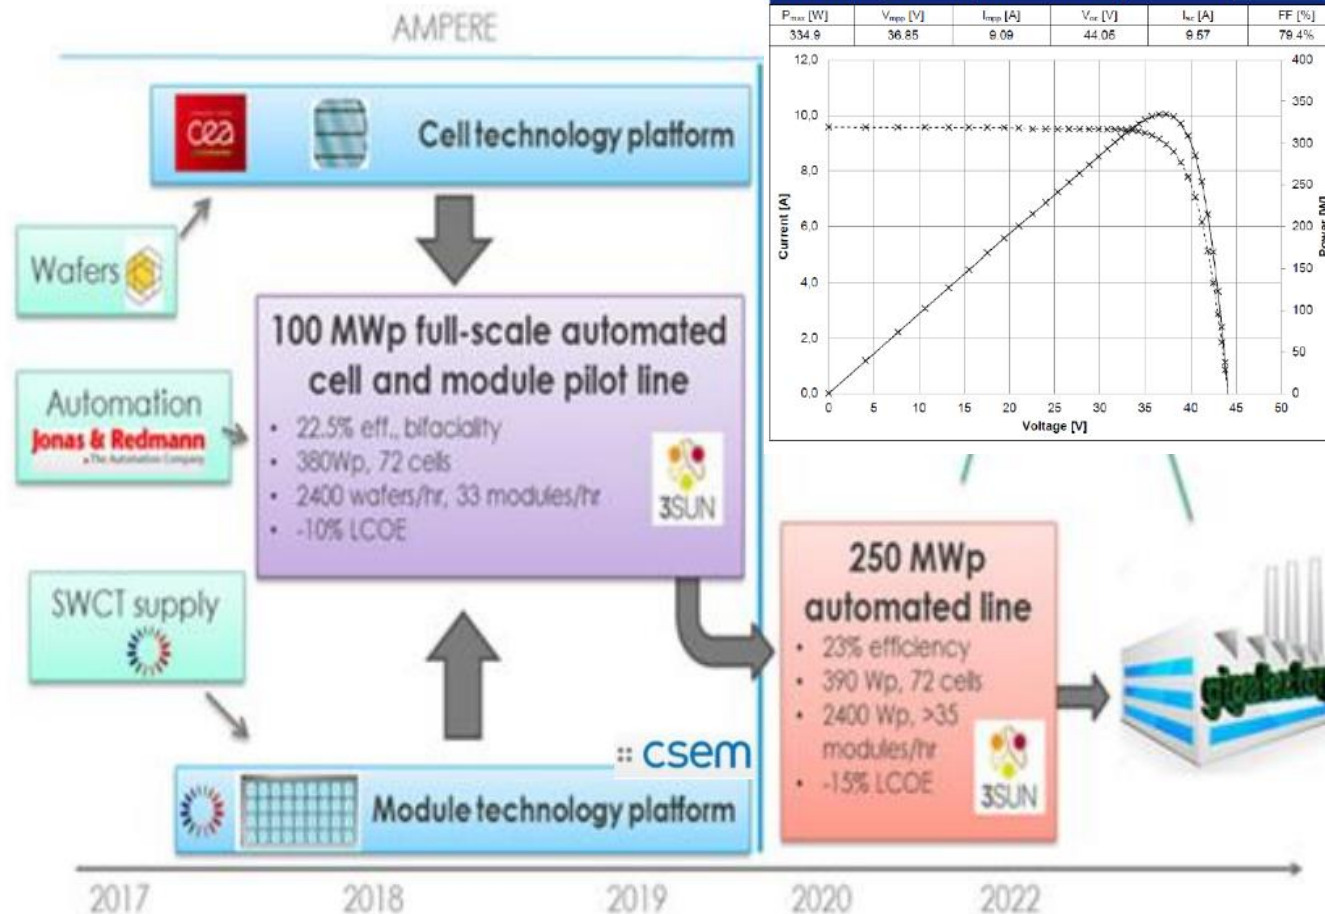 AMPERE
cea
Cell technology platform
Wafers
Automation
Jonas & Redmann
The Automation Company
SWCT supply
100 MWp full-scale automated
cell and module pilot line
• 22.5% eff., bifaciality
• 380Wp, 72 cells
• 2400 wafers/hr, 33 modules/hr
• -10% LCOE
3SUN
:: csem
Module technology platform
Pmax [W] Vmpp [V] Impp [A] Voc [V] Isc [A] FF [%]
334.9 36.85 9.09 44.05 9.57 79.4%
12,0
10,0
8,0
6,0
4,0
2,0
0,0
Current [A]
400
350
300
250
200
150
100
50
0
Power [W]
0 5 10 15 20 25 30 35 40 45 50
Voltage [V]
250 MWp
automated line
• 23% efficiency
• 390 Wp, 72 cells
• 2400 Wp, >35
modules/hr
• -15% LCOE
3SUN
2017 2018 2019 2020 2022